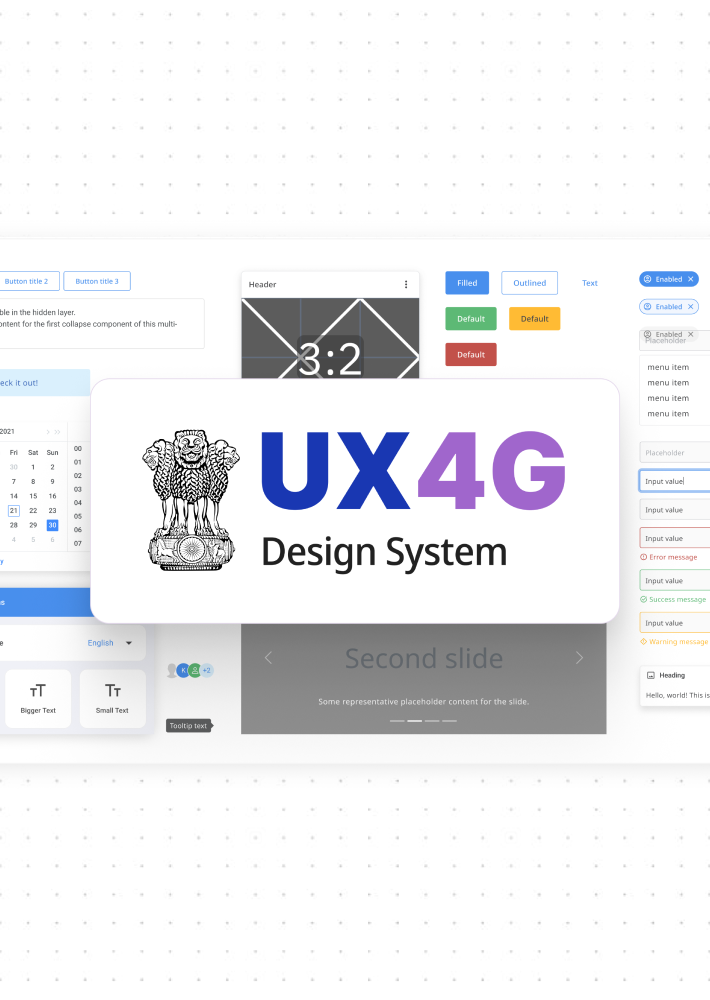 Button title 2
Button title 3
ble in the hidden layer.
ontent for the first collapse component of this multi-
eck it out!
2021
Fri Sat Sun
30 1 2
7 8 9
14 15 16
21 22 23
28 29 30
4 5 6
00
01
02
03
04
05
06
07
y
s
e
English
Bigger Text
Small Text
K
+2
Tooltip text
Header
3:2
UX4G
Design System
Second slide
Some representative placeholder content for the slide.
Filled
Outlined
Text
Default
Default
Default
Enabled
Enabled
Enabled
Placeholder
menu item
menu item
menu item
menu item
Placeholder
Input value
Input value
Input value
Error message
Input value
Success message
Input value
Warning message
Heading
Hello, world! This is